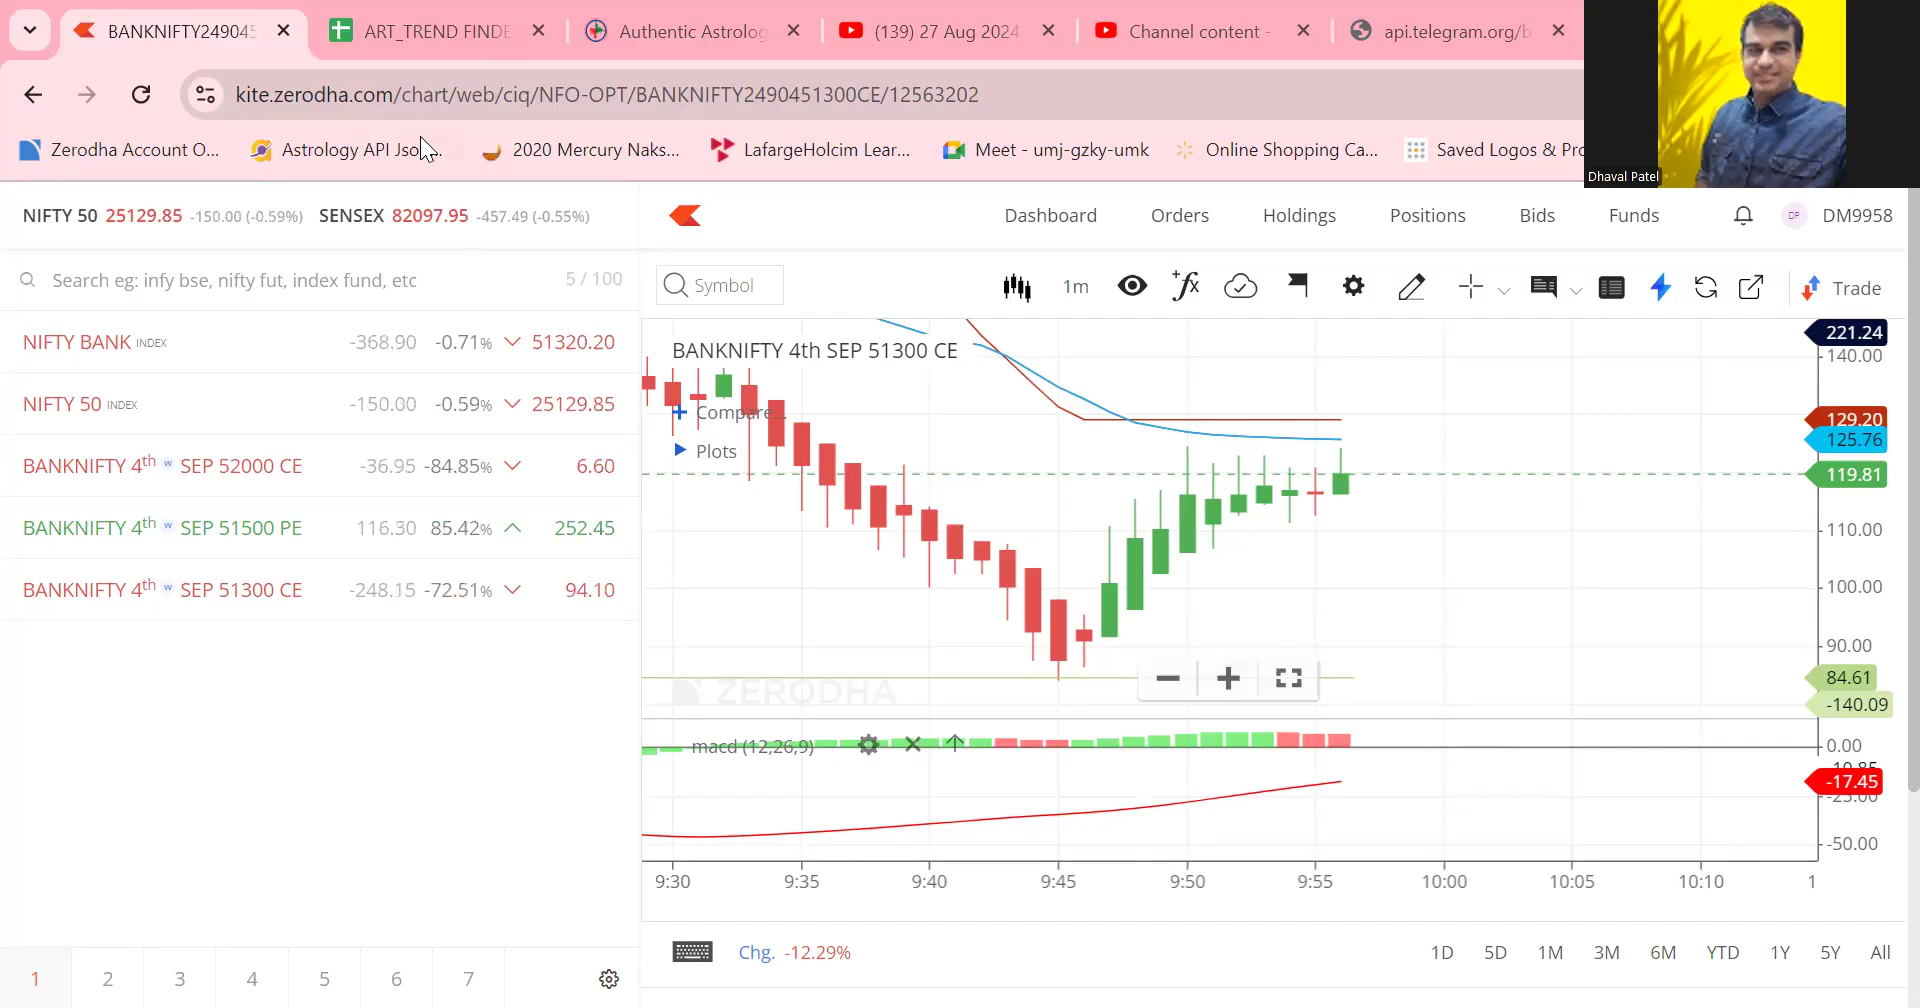 BANKNIFTY24904
ART_TREND FINDE
Authentic Astrolog
(139) 27 Aug 2024
Channel content -
api.telegram.org/b
kite.zerodha.com/chart/web/ciq/NFO-OPT/BANKNIFTY2490451300CE/12563202
Zerodha Account O...
Astrology API Jso...
2020 Mercury Naks...
LafargeHolcim Lear...
Meet - umj-gzky-umk
Online Shopping Ca...
Saved Logos & Pro
Dhaval Patel
NIFTY 50 25129.85 -150.00 (-0.59%) SENSEX 82097.95 -457.49 (-0.55%)
Dashboard Orders Holdings Positions Bids Funds DP DM9958
Search eg: infy bse, nifty fut, index fund, etc 5 / 100
NIFTY BANK INDEX -368.90 -0.71% 51320.20
NIFTY 50 INDEX -150.00 -0.59% 25129.85
BANKNIFTY 4th w SEP 52000 CE -36.95 -84.85% 6.60
BANKNIFTY 4th w SEP 51500 PE 116.30 85.42% 252.45
BANKNIFTY 4th w SEP 51300 CE -248.15 -72.51% 94.10
1 2 3 4 5 6 7
Symbol 1m Trade
BANKNIFTY 4th SEP 51300 CE
Compare...
Plots
221.24
140.00
129.20
125.76
119.81
110.00
100.00
90.00
84.61
-140.09
ZERODHA
macd (12,26,9)
0.00
-17.45
-25.00
-50.00
9:30 9:35 9:40 9:45 9:50 9:55 10:00 10:05 10:10 1
Chg. -12.29%
1D 5D 1M 3M 6M YTD 1Y 5Y All